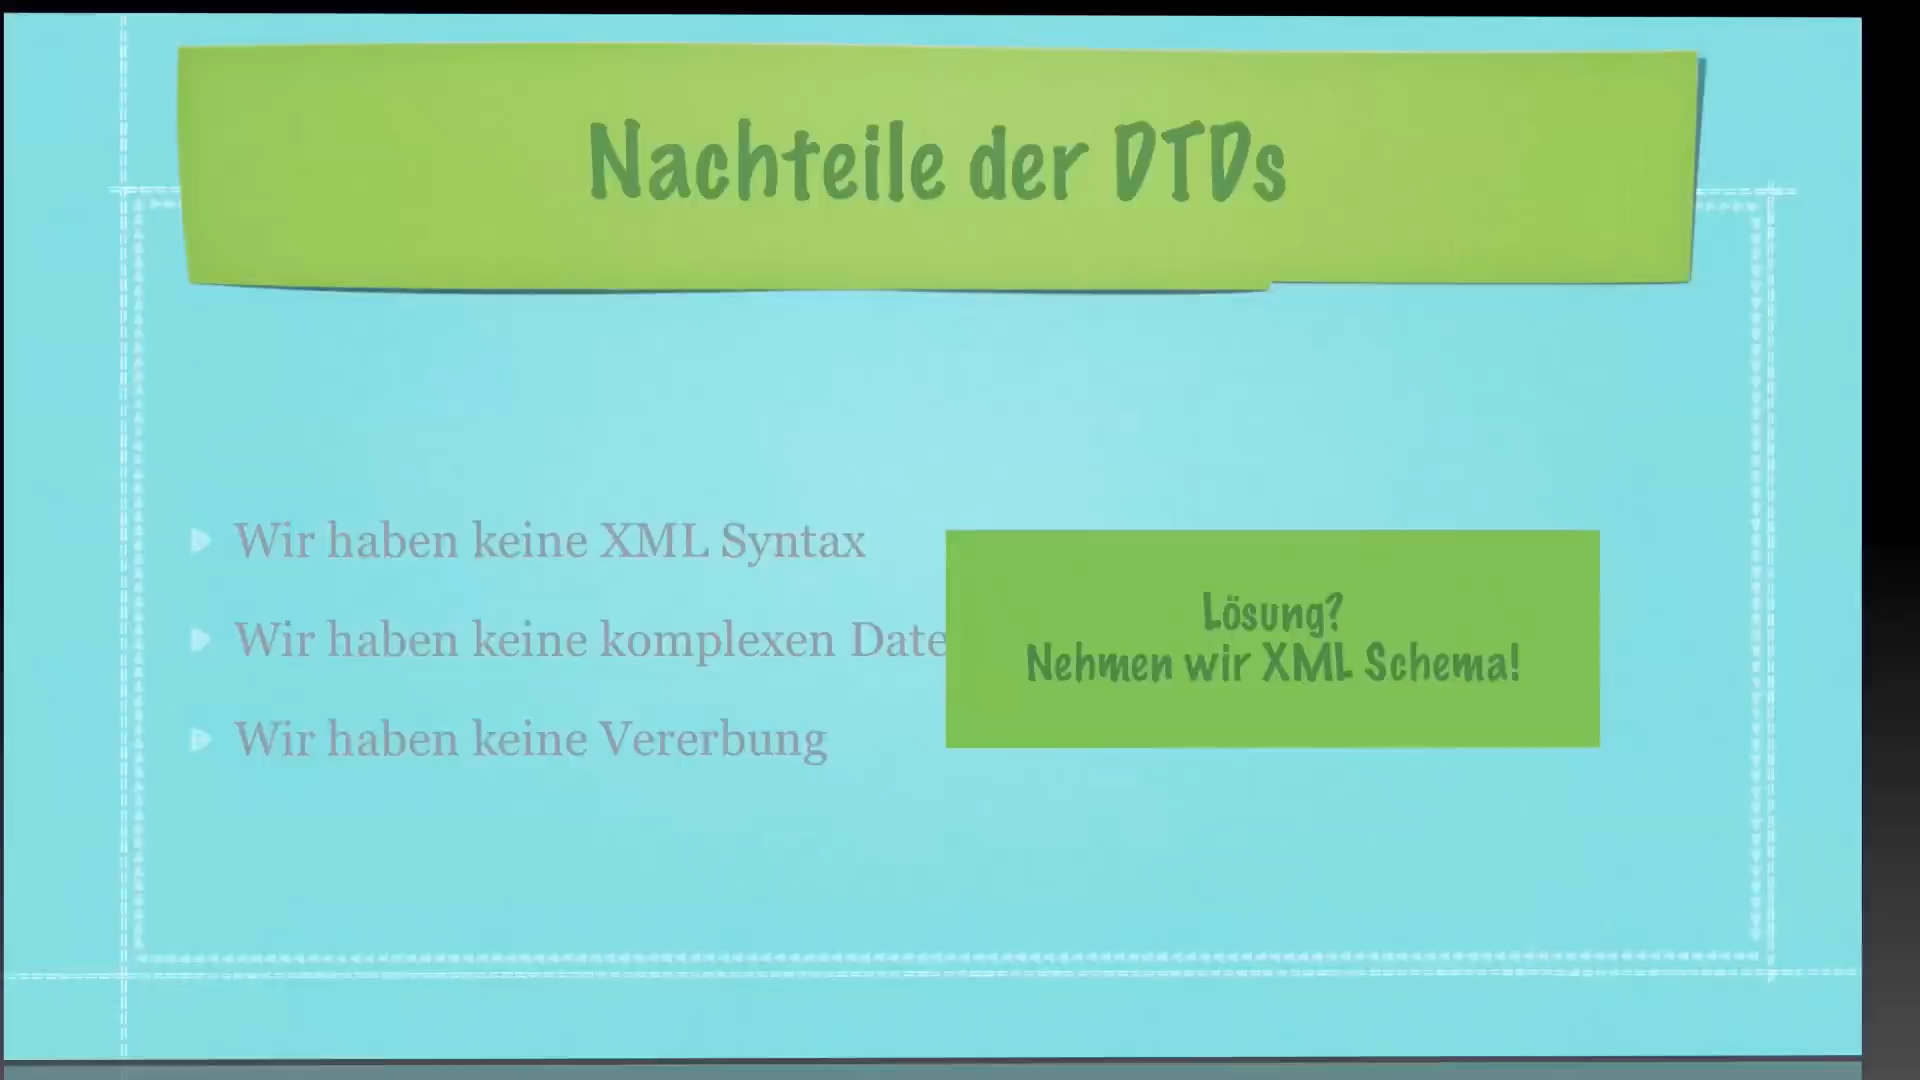 Nachteile der DTDs
Wir haben keine XML Syntax
Wir haben keine komplexen Date
Wir haben keine Vererbung
Lösung?
Nehmen wir XML Schema!